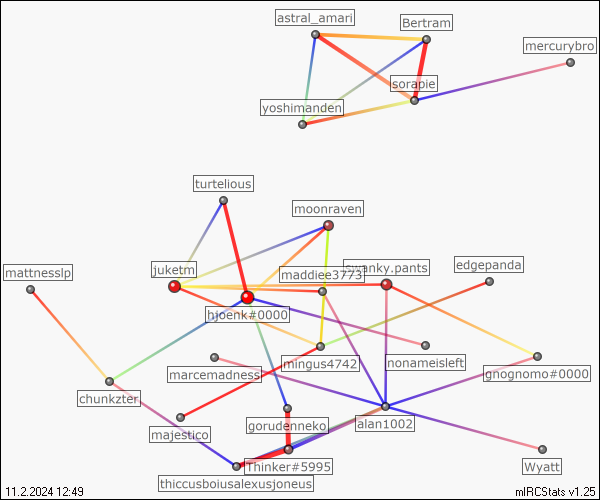 astral_amari
Bertram
mercurybro
sorapie
yoshimanden
turtelious
moonraven
mattnesslp
juketm
maddiee3773
swanky.pants
edgepanda
hjoenk#0000
mingus4742
nonameisleft
marcemadness
gnognomo#0000
chunkzter
majestico
gorudenneko
alan1002
Thinker#5995
Wyatt
thiccusboiusalexusjoneus
11.2.2024 12:49
mIRCStats v1.25